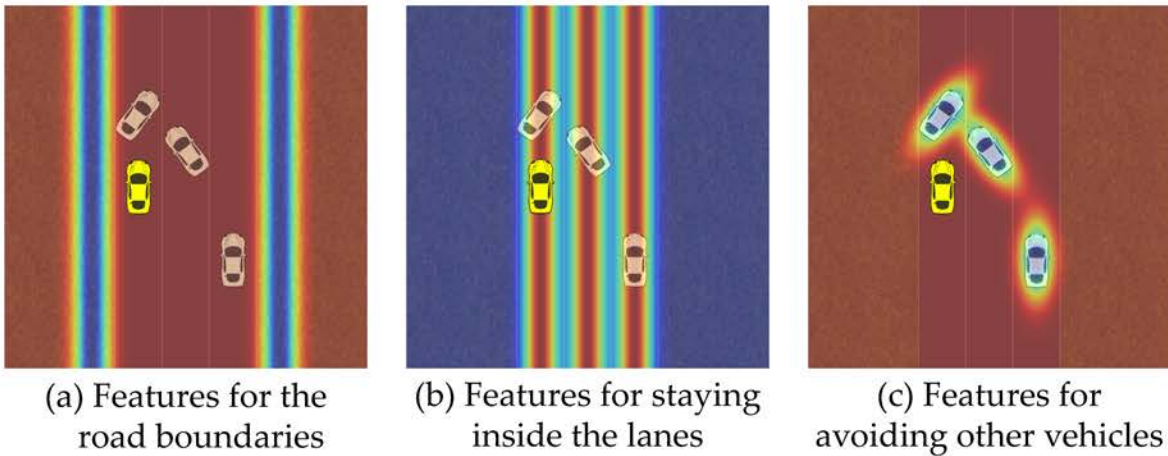 (a) Features for the
road boundaries
(b) Features for staying
inside the lanes
(c) Features for
avoiding other vehicles